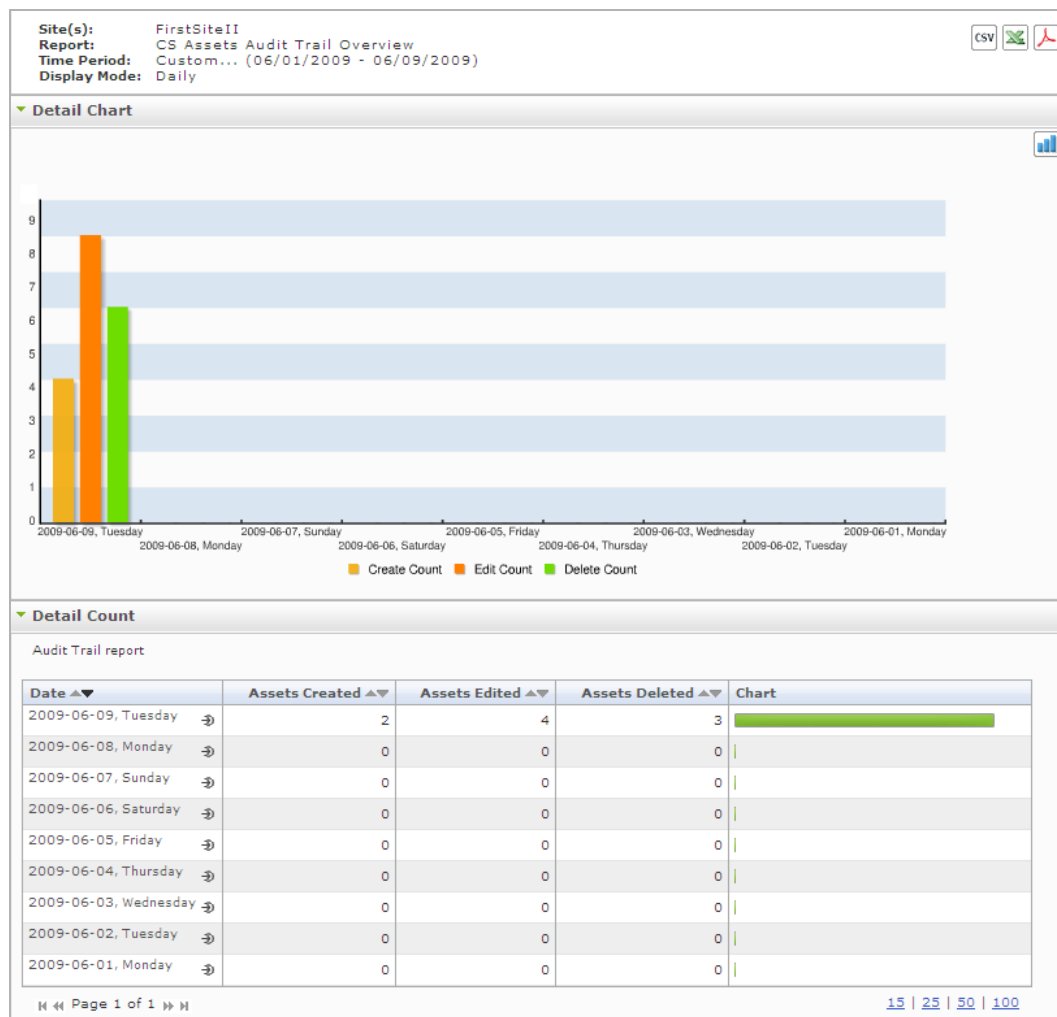 Site(s): FirstSiteII
Report: CS Assets Audit Trail Overview
Time Period: Custom... (06/01/2009 - 06/09/2009)
Display Mode: Daily
CSV
Detail Chart
9
8
7
6
5
4
3
2
1
0
2009-06-09, Tuesday 2009-06-07, Sunday 2009-06-05, Friday 2009-06-03, Wednesday 2009-06-01, Monday
2009-06-08, Monday 2009-06-06, Saturday 2009-06-04, Thursday 2009-06-02, Tuesday
Create Count Edit Count Delete Count
Detail Count
Audit Trail report
Date Assets Created Assets Edited Assets Deleted Chart
2009-06-09, Tuesday 2 4 3
2009-06-08, Monday 0 0 0
2009-06-07, Sunday 0 0 0
2009-06-06, Saturday 0 0 0
2009-06-05, Friday 0 0 0
2009-06-04, Thursday 0 0 0
2009-06-03, Wednesday 0 0 0
2009-06-02, Tuesday 0 0 0
2009-06-01, Monday 0 0 0
Page 1 of 1 15 | 25 | 50 | 100